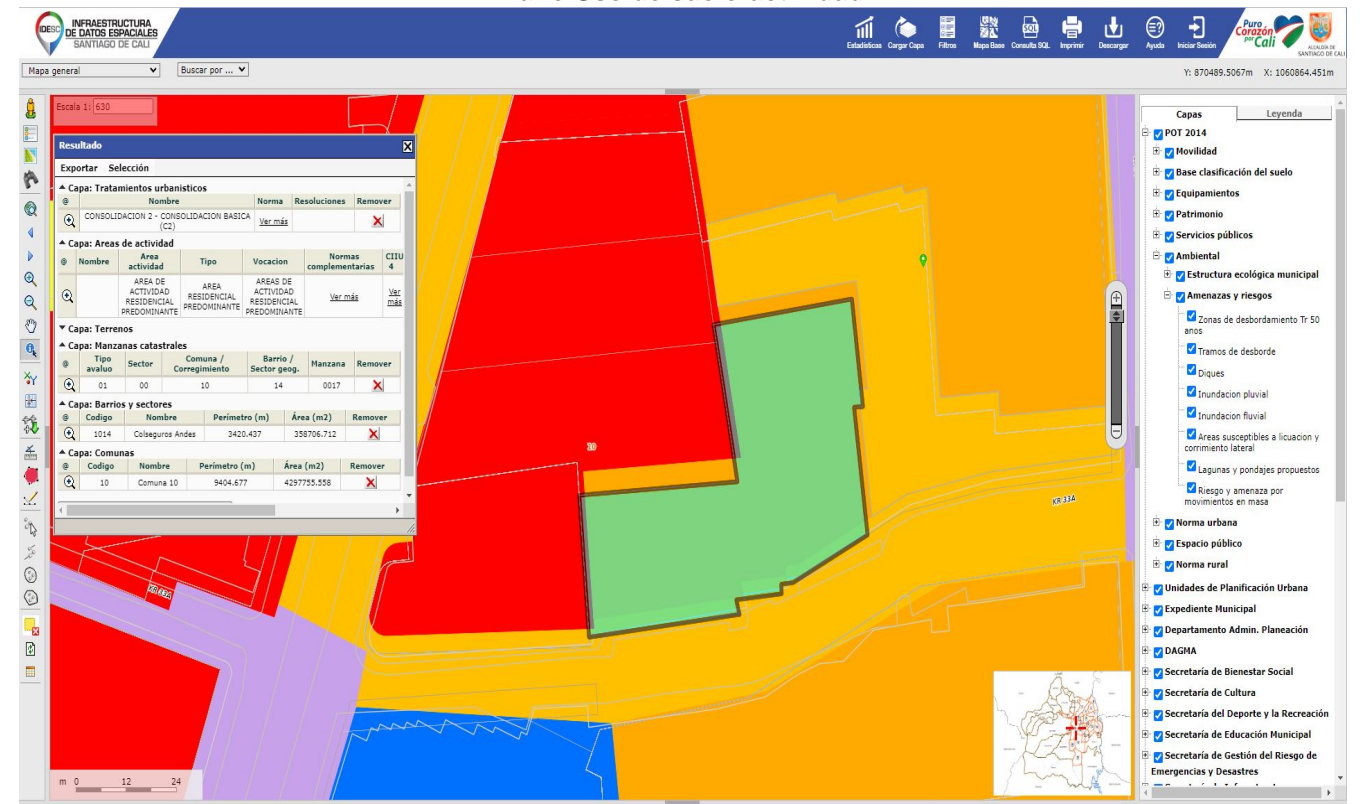 IDESC
INFRAESTRUCTURA
DE DATOS ESPACIALES
SANTIAGO DE CALI
Estadísticas Cargar Capa Filtros Mapa Base Consulta SQL Imprimir Descargar Ayuda Iniciar Sesión
SQL
Puro
Corazón
por Cali
ALCALDÍA DE
SANTIAGO DE CALI
Mapa general Buscar por ...
Y: 870489.5067m X: 1060864.451m
Escala 1: 630
Resultado
Exportar Selección
Capa: Tratamientos urbanisticos
@ Nombre Norma Resoluciones Remover
CONSOLIDACION 2 - CONSOLIDACION BASICA
(C2) Ver más
Capa: Areas de actividad
@ Nombre Area
actividad Tipo Vocacion Normas
complementarias CIIU
4
AREA DE
ACTIVIDAD
RESIDENCIAL
PREDOMINANTE AREA
RESIDENCIAL
PREDOMINANTE AREAS DE
ACTIVIDAD
RESIDENCIAL
PREDOMINANTE Ver más Ver
más
Capa: Terrenos
Capa: Manzanas catastrales
@ Tipo
avaluo Sector Comuna /
Corregimiento Barrio /
Sector geog. Manzana Remover
01 00 10 14 0017
Capa: Barrios y sectores
@ Codigo Nombre Perímetro (m) Área (m2) Remover
1014 Colseguros Andes 3420.437 358706.712
Capa: Comunas
@ Codigo Nombre Perímetro (m) Área (m2) Remover
10 Comuna 10 9404.677 4297755.558
10
KR 33A
KR 33A
m 0 12 24
Capas Leyenda
POT 2014
Movilidad
Base clasificación del suelo
Equipamientos
Patrimonio
Servicios públicos
Ambiental
Estructura ecológica municipal
Amenazas y riesgos
Zonas de desbordamiento Tr 50
anos
Tramos de desborde
Diques
Inundacion pluvial
Inundacion fluvial
Areas susceptibles a licuacion y
corrimiento lateral
Lagunas y pondajes propuestos
Riesgo y amenaza por
movimientos en masa
Norma urbana
Espacio público
Norma rural
Unidades de Planificación Urbana
Expediente Municipal
Departamento Admin. Planeación
DAGMA
Secretaría de Bienestar Social
Secretaría de Cultura
Secretaría del Deporte y la Recreación
Secretaría de Educación Municipal
Secretaría de Gestión del Riesgo de
Emergencias y Desastres